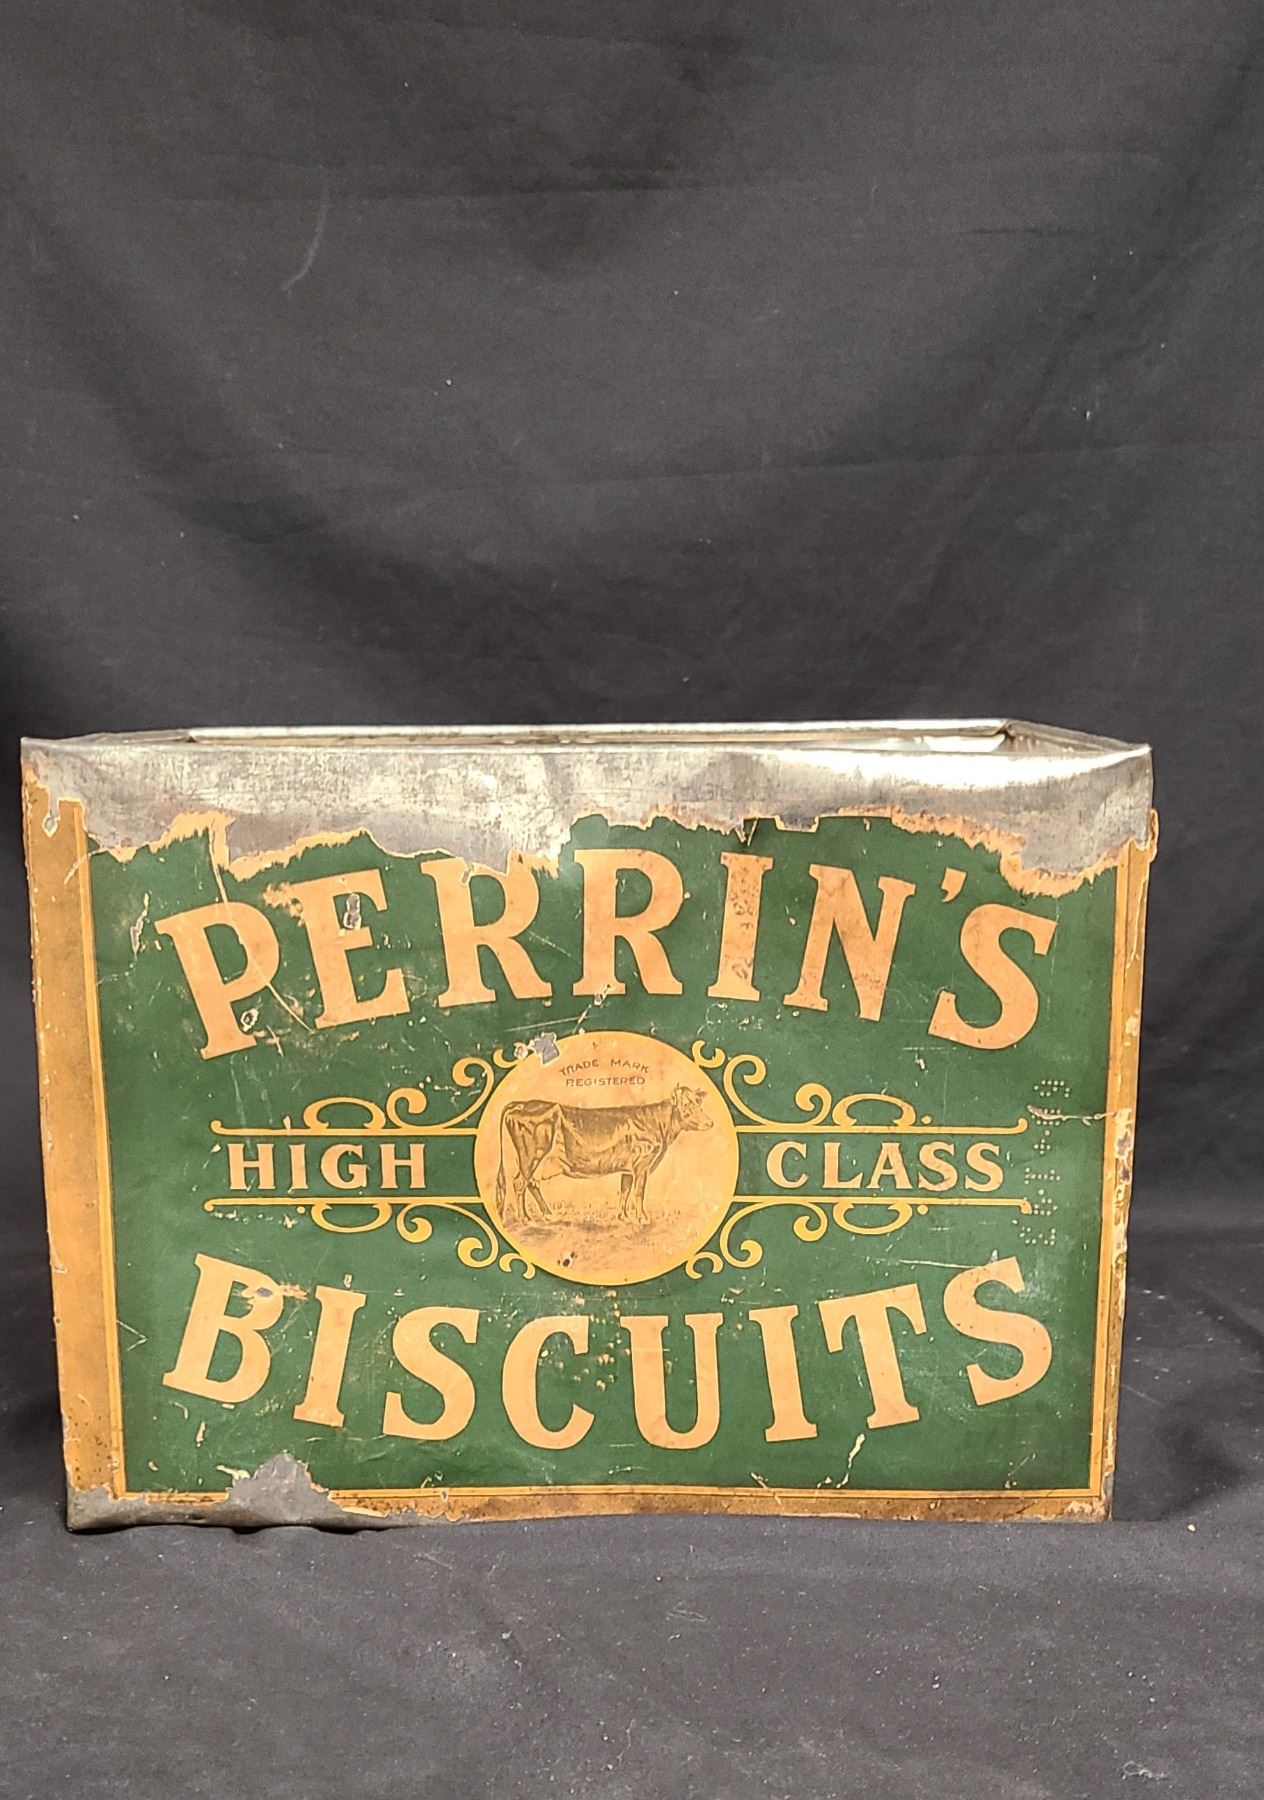 PERRIN'S
TRADE MARK
REGISTERED
HIGH CLASS
BISCUITS